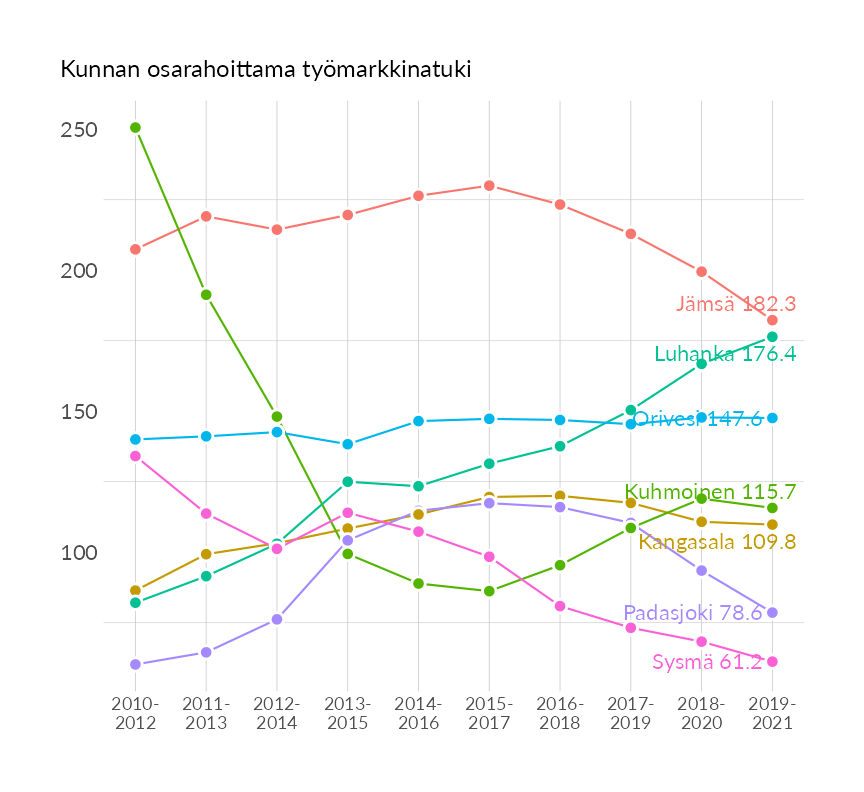 Kunnan osarahoittama työmarkkinatuki
250
200
150
100
Jämsä 182.3
Luhanka 176.4
Orivesi 147.6
Kuhmoinen 115.7
Kangasala 109.8
Padasjoki 78.6
Sysmä 61.2
2010- 2011- 2012- 2013- 2014- 2015- 2016- 2017- 2018- 2019-
2012 2013 2014 2015 2016 2017 2018 2019 2020 2021